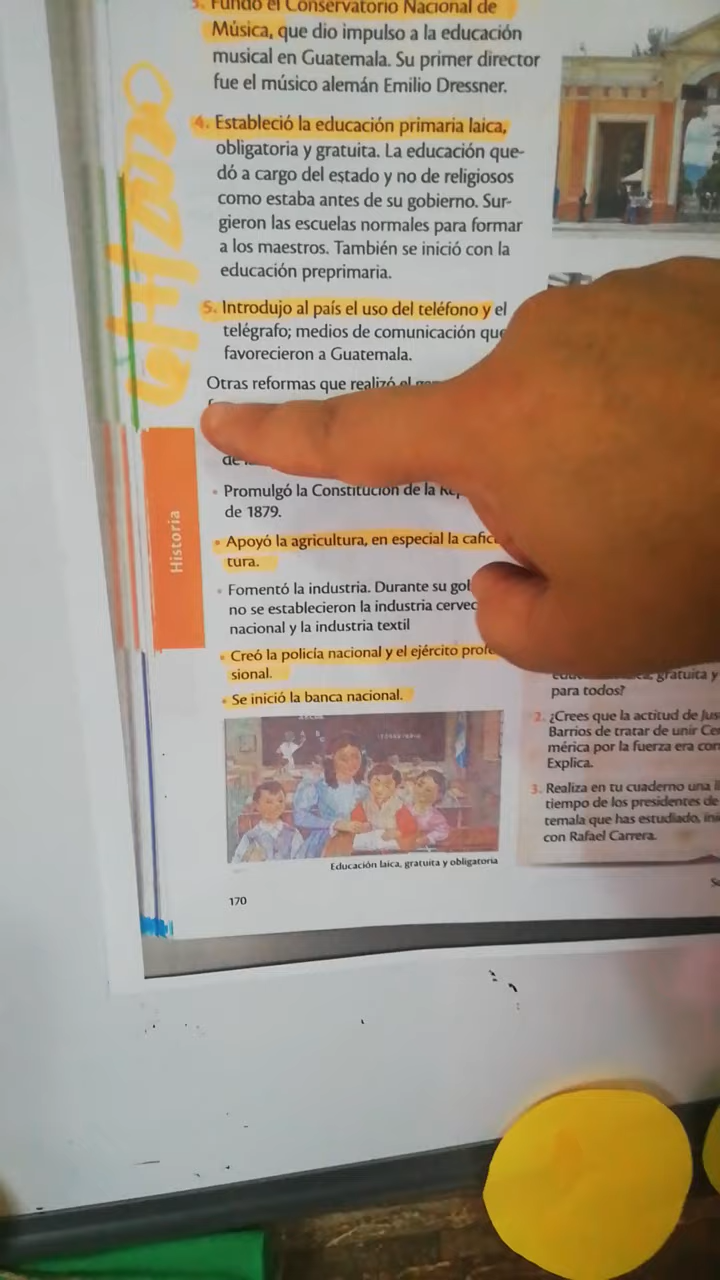 3. Fundó el Conservatorio Nacional de
Música, que dio impulso a la educación
musical en Guatemala. Su primer director
fue el músico alemán Emilio Dressner.
4. Estableció la educación primaria laica,
obligatoria y gratuita. La educación que-
dó a cargo del estado y no de religiosos
como estaba antes de su gobierno. Sur-
gieron las escuelas normales para formar
a los maestros. También se inició con la
educación preprimaria.
5. Introdujo al país el uso del teléfono y el
telégrafo; medios de comunicación que
favorecieron a Guatemala.
Otras reformas que realizó el
de
• Promulgó la Constitución de la
de 1879.
• Apoyó la agricultura, en especial la
tura.
• Fomentó la industria. Durante su
no se establecieron la industria
nacional y la industria textil
• Creó la policía nacional y el ejército
sional.
• Se inició la banca nacional.
Educación laica, gratuita y obligatoria
170
Historia
gratuita y
para todos?
2. ¿Crees que la actitud de
Barrios de tratar de unir
mérica por la fuerza era
Explica.
3. Realiza en tu cuaderno una
tiempo de los presidentes de
temala que has estudiado,
con Rafael Carrera.